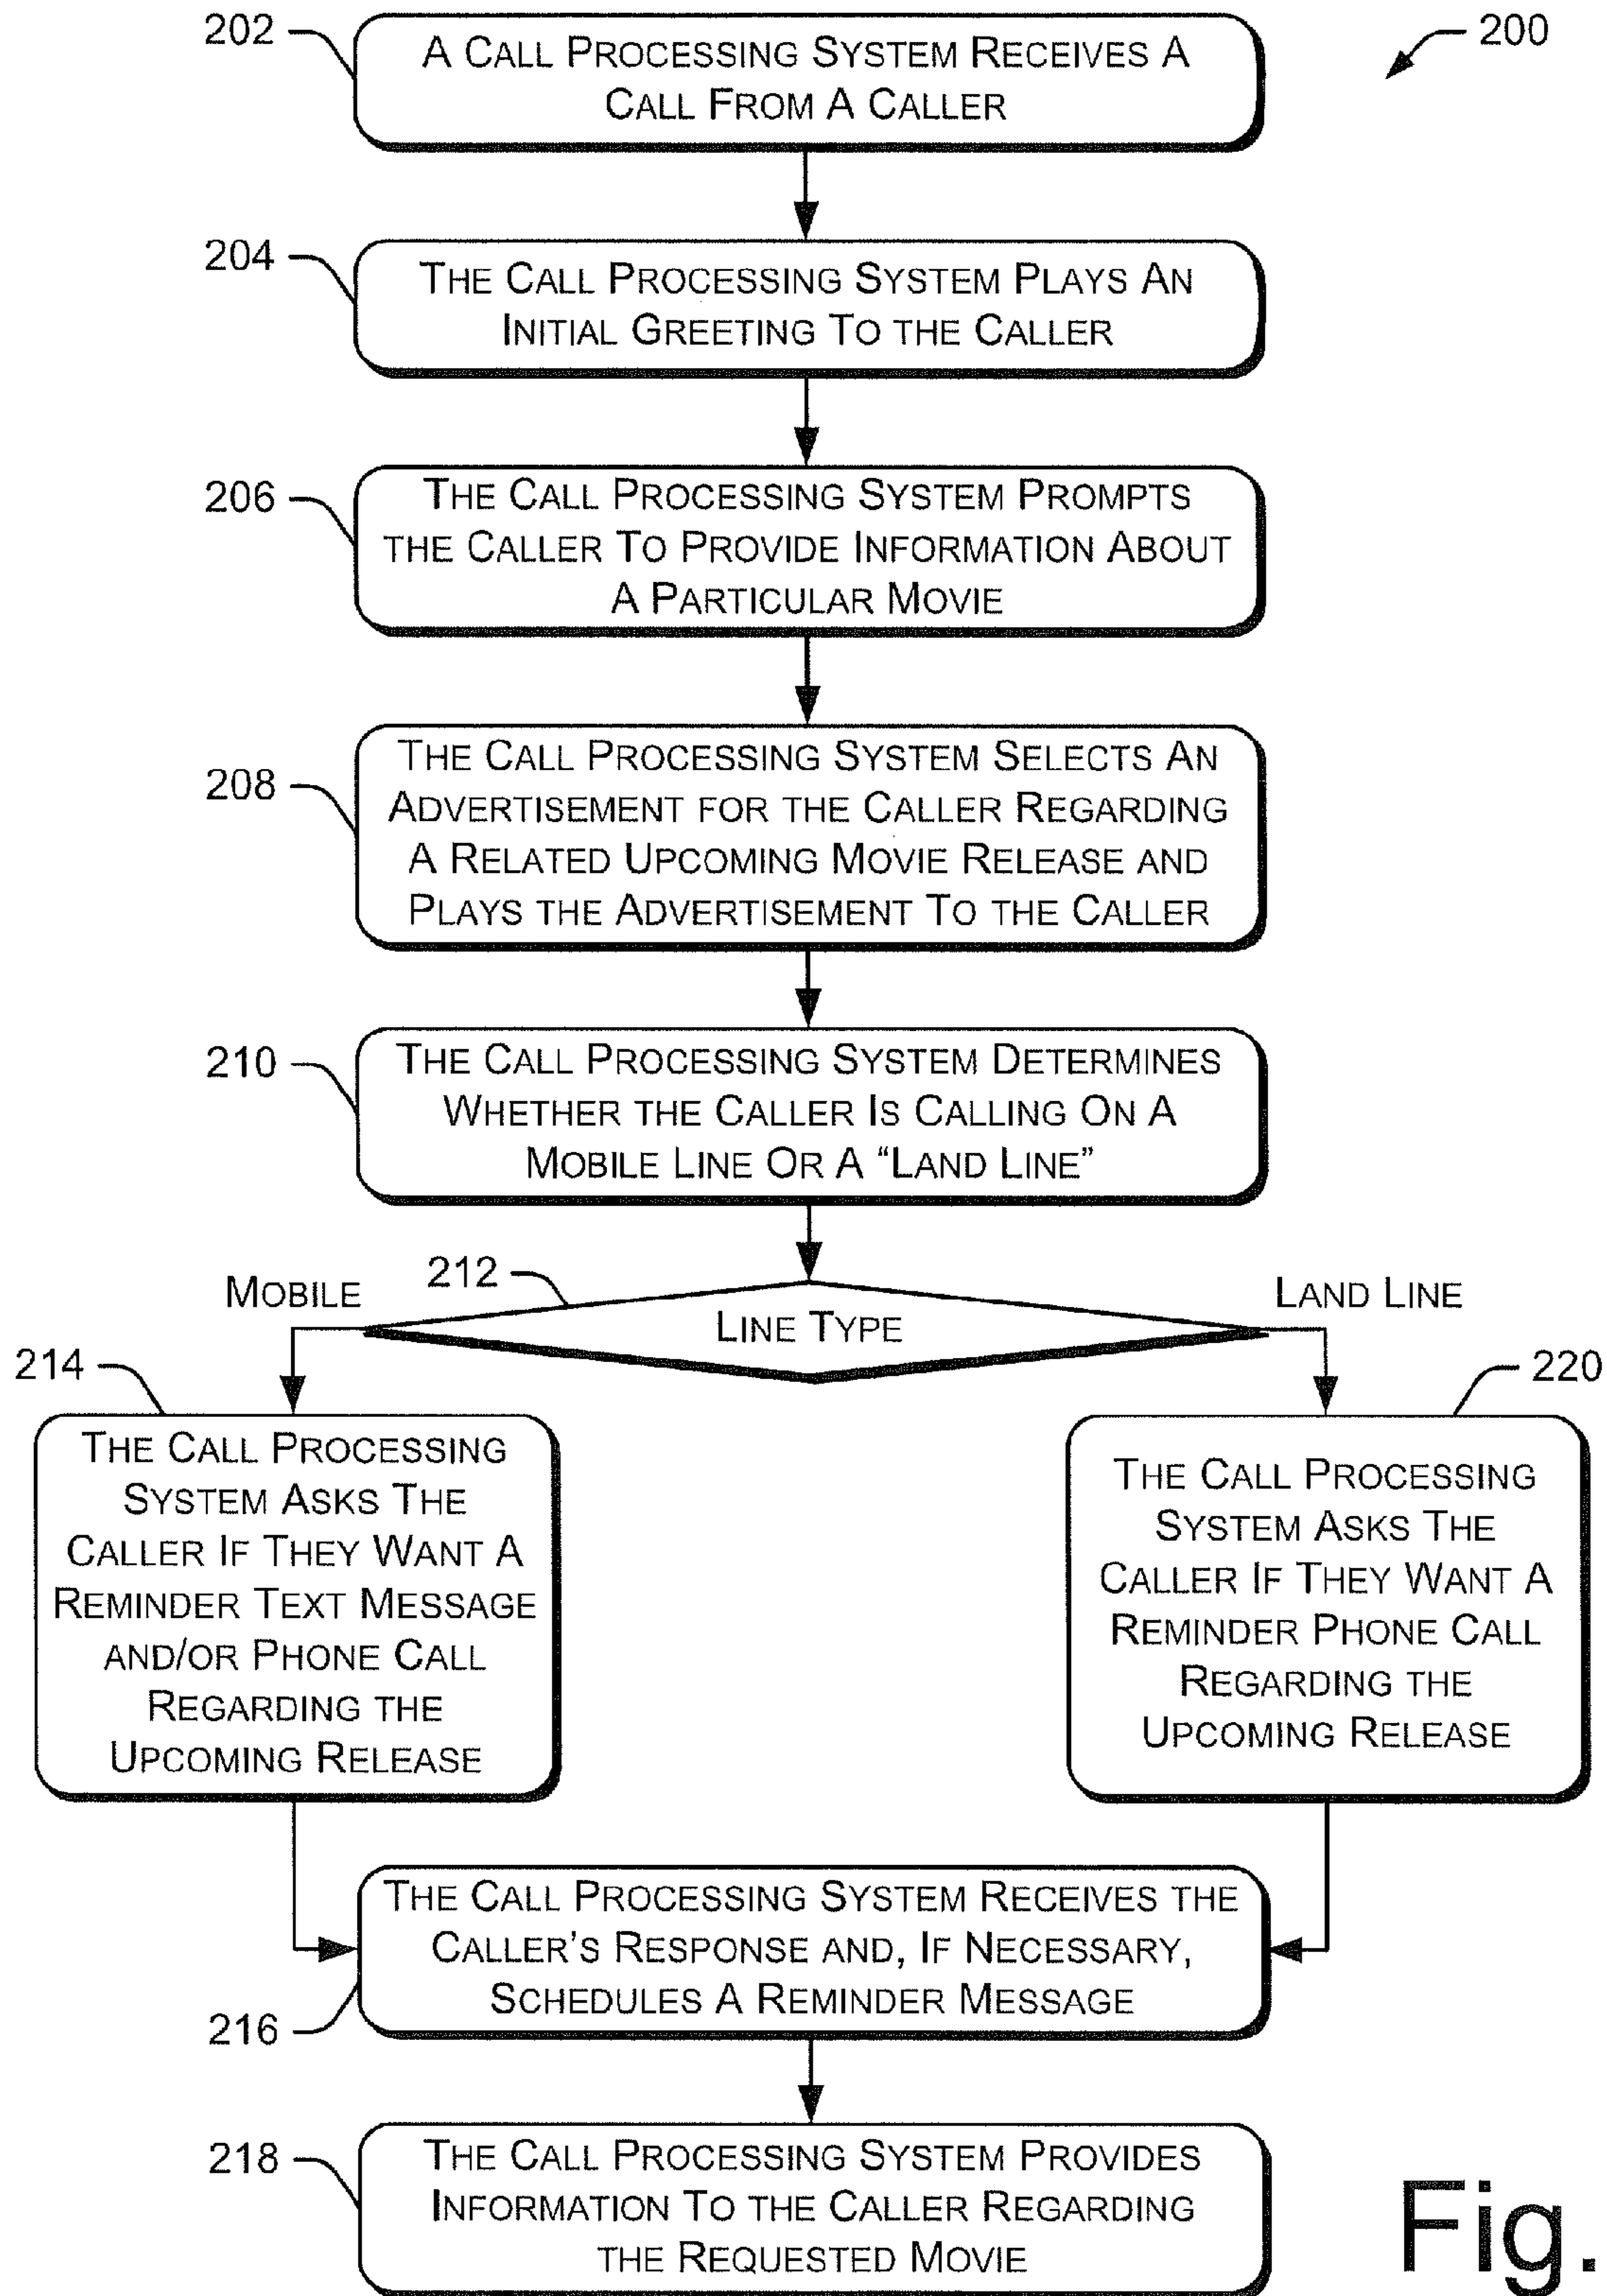 202
A CALL PROCESSING SYSTEM RECEIVES A
CALL FROM A CALLER
200
204
THE CALL PROCESSING SYSTEM PLAYS AN
INITIAL GREETING TO THE CALLER
206
THE CALL PROCESSING SYSTEM PROMPTS
THE CALLER TO PROVIDE INFORMATION ABOUT
A PARTICULAR MOVIE
208
THE CALL PROCESSING SYSTEM SELECTS AN
ADVERTISEMENT FOR THE CALLER REGARDING
A RELATED UPCOMING MOVIE RELEASE AND
PLAYS THE ADVERTISEMENT TO THE CALLER
210
THE CALL PROCESSING SYSTEM DETERMINES
WHETHER THE CALLER IS CALLING ON A
MOBILE LINE OR A “LAND LINE”
MOBILE
212
LINE TYPE
LAND LINE
214
THE CALL PROCESSING
SYSTEM ASKS THE
CALLER IF THEY WANT A
REMINDER TEXT MESSAGE
AND/OR PHONE CALL
REGARDING THE
UPCOMING RELEASE
220
THE CALL PROCESSING
SYSTEM ASKS THE
CALLER IF THEY WANT A
REMINDER PHONE CALL
REGARDING THE
UPCOMING RELEASE
216
THE CALL PROCESSING SYSTEM RECEIVES THE
CALLER’S RESPONSE AND, IF NECESSARY,
SCHEDULES A REMINDER MESSAGE
218
THE CALL PROCESSING SYSTEM PROVIDES
INFORMATION TO THE CALLER REGARDING
THE REQUESTED MOVIE
Fig.